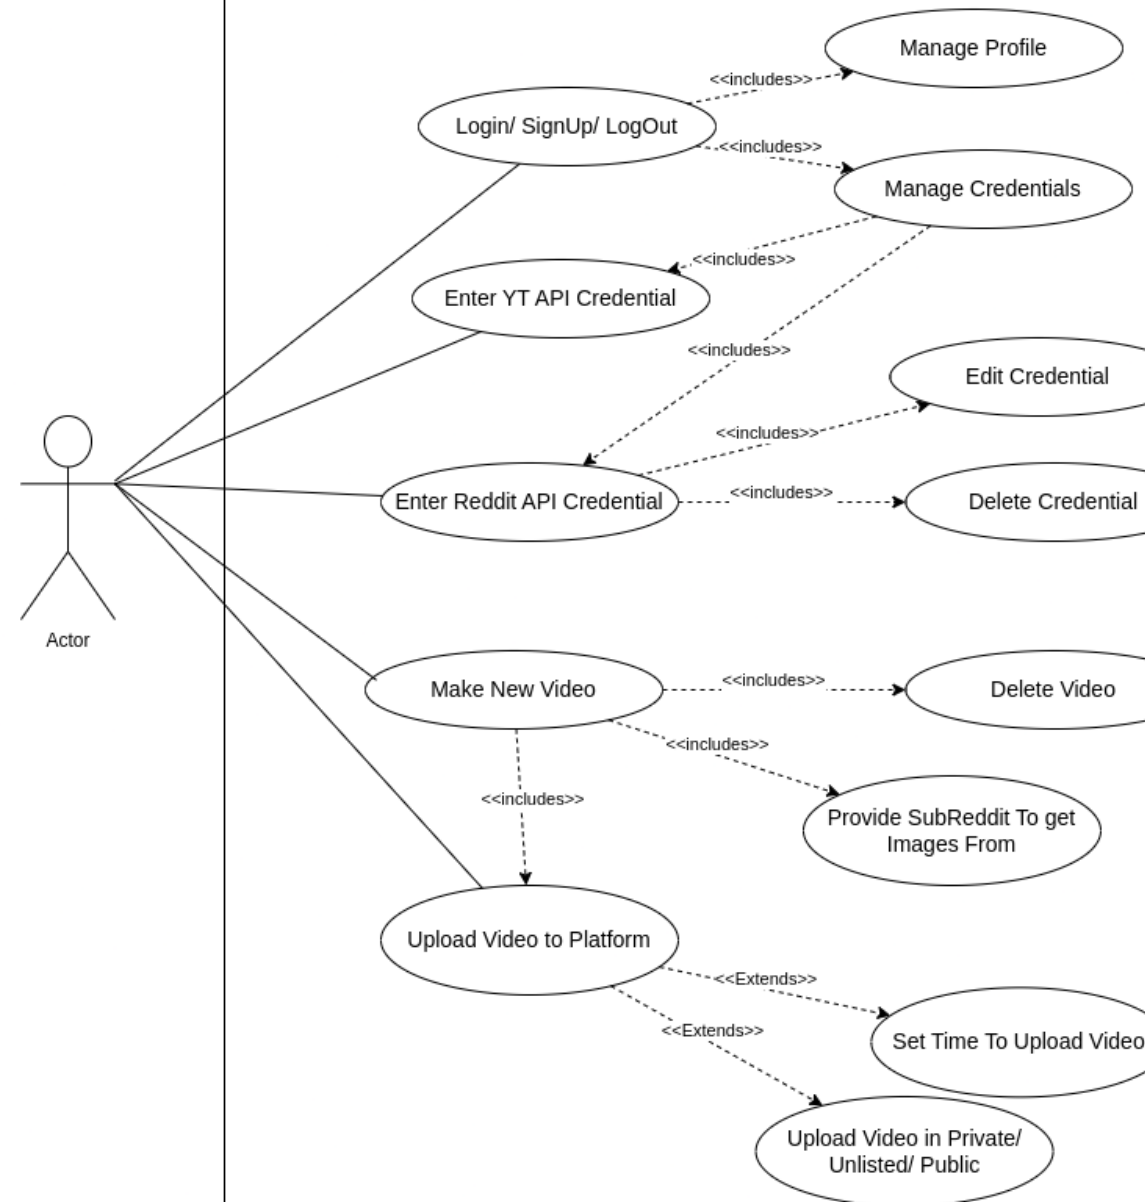 Manage Profile
<<includes>>
Login/ SignUp/ LogOut
<<includes>>
Manage Credentials
<<includes>>
Enter YT API Credential
<<includes>>
Edit Credential
<<includes>>
Enter Reddit API Credential
<<includes>>
Delete Credential
Actor
Make New Video
<<includes>>
Delete Video
<<includes>>
<<includes>>
Provide SubReddit To get
Images From
Upload Video to Platform
<<Extends>>
<<Extends>>
Set Time To Upload Video
Upload Video in Private/
Unlisted/ Public